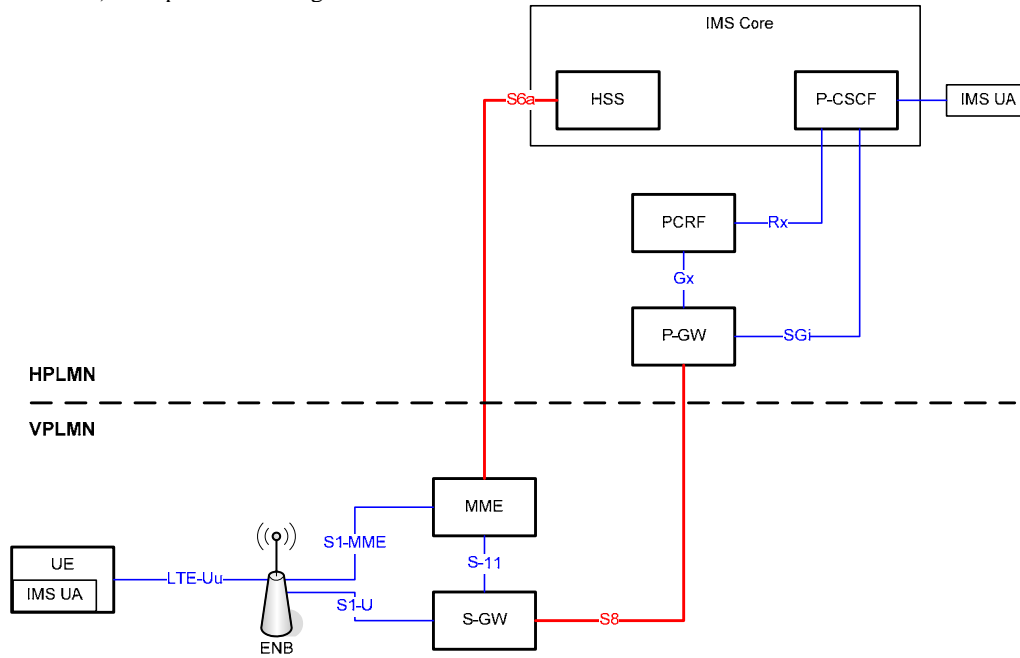 IMS Core
HSS
P-CSCF
IMS UA
S6a
PCRF
Rx
Gx
P-GW
SGi
HPLMN
VPLMN
MME
S1-MME
S-11
UE
IMS UA
LTE-Uu
S1-U
S-GW
S8
ENB